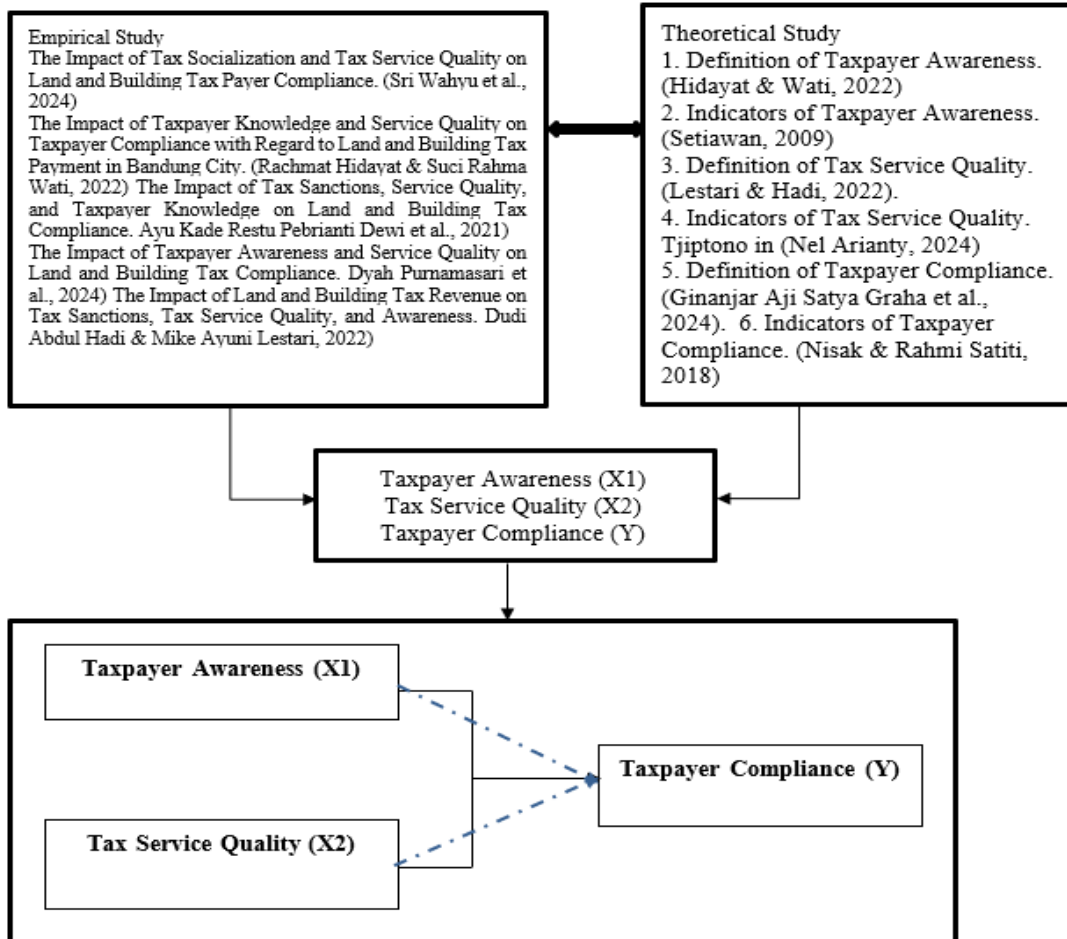 Empirical Study
The Impact of Tax Socialization and Tax Service Quality on
Land and Building Tax Payer Compliance. (Sri Wahyu et al.,
2024)
The Impact of Taxpayer Knowledge and Service Quality on
Taxpayer Compliance with Regard to Land and Building Tax
Payment in Bandung City. (Rachmat Hidayat & Suci Rahma
Wati, 2022) The Impact of Tax Sanctions, Service Quality,
and Taxpayer Knowledge on Land and Building Tax
Compliance. Ayu Kade Restu Pebrianti Dewi et al., 2021)
The Impact of Taxpayer Awareness and Service Quality on
Land and Building Tax Compliance. Dyah Purnamasari et
al., 2024) The Impact of Land and Building Tax Revenue on
Tax Sanctions, Tax Service Quality, and Awareness. Dudi
Abdul Hadi & Mike Ayuni Lestari, 2022)
Theoretical Study
1. Definition of Taxpayer Awareness.
(Hidayat & Wati, 2022)
2. Indicators of Taxpayer Awareness.
(Setiawan, 2009)
3. Definition of Tax Service Quality.
(Lestari & Hadi, 2022).
4. Indicators of Tax Service Quality.
Tjiptono in (Nel Arianty, 2024)
5. Definition of Taxpayer Compliance.
(Ginanjar Aji Satya Graha et al.,
2024). 6. Indicators of Taxpayer
Compliance. (Nisak & Rahmi Satiti,
2018)
Taxpayer Awareness (X1)
Tax Service Quality (X2)
Taxpayer Compliance (Y)
Taxpayer Awareness (X1)
Taxpayer Compliance (Y)
Tax Service Quality (X2)